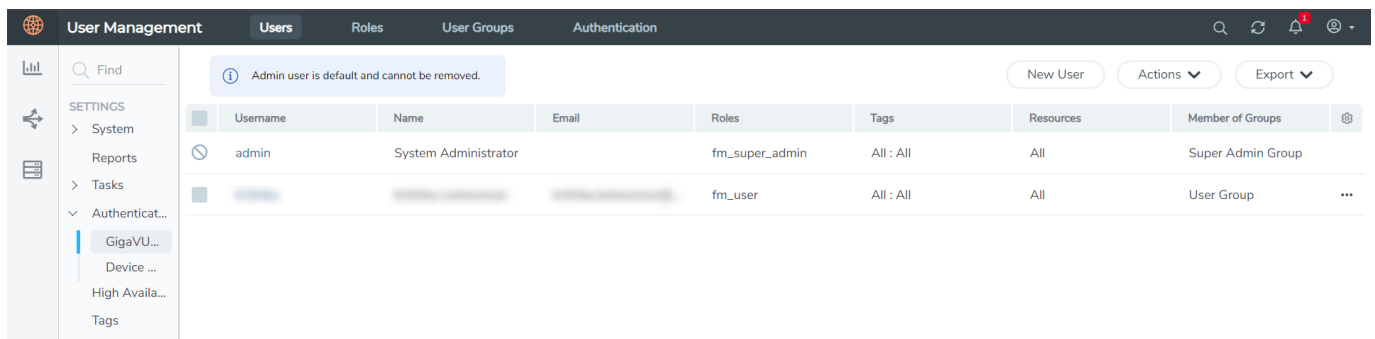 User Management Users Roles User Groups Authentication 1
Find
Admin user is default and cannot be removed. New User Actions Export
SETTINGS
System
Reports
Tasks
Authenticat...
GigaVU...
Device ...
High Availa...
Tags
Username Name Email Roles Tags Resources Member of Groups
admin System Administrator fm_super_admin All : All All Super Admin Group
fm_user All : All All User Group